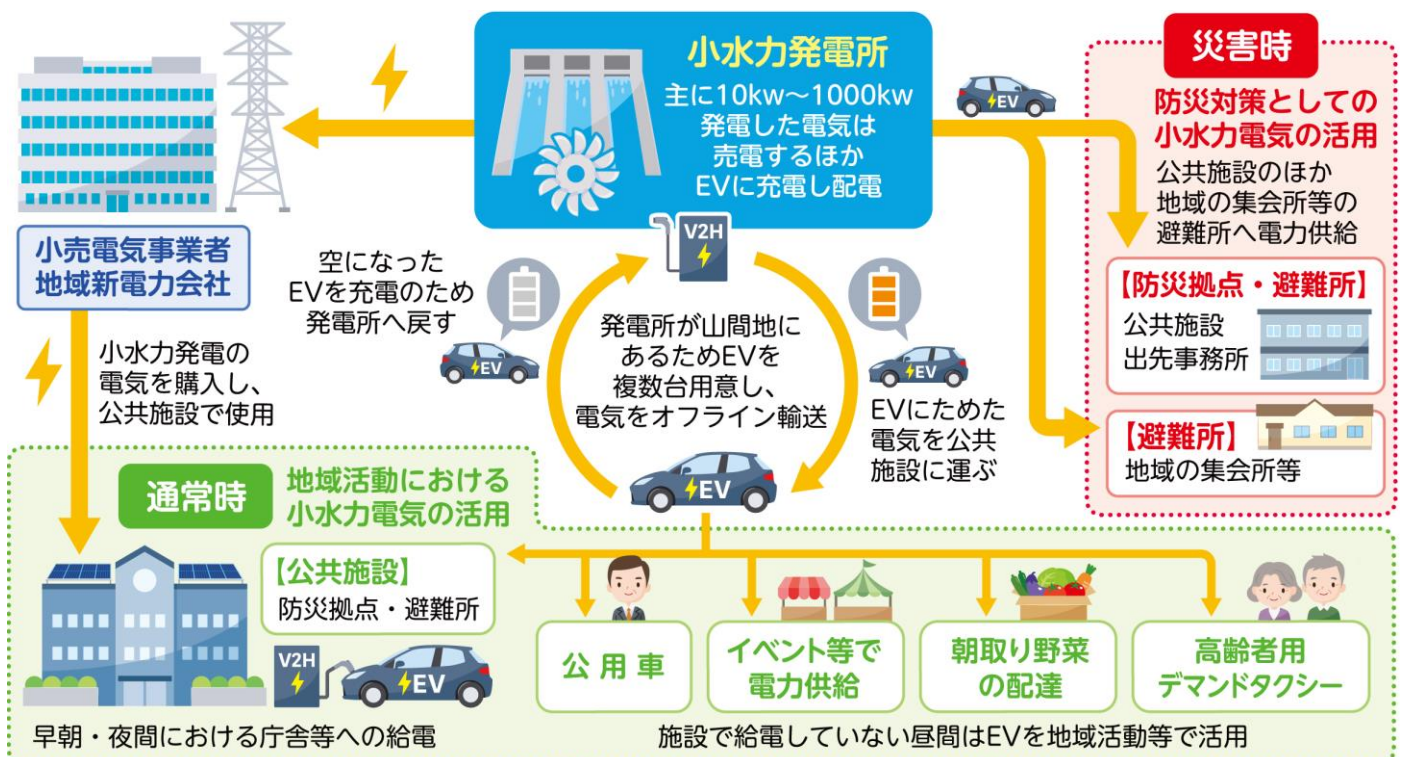 小水力発電所
主に10kw～1000kw
発電した電気は
売電するほか
EVに充電し配電
小売電気事業者
地域新電力会社
小水力発電の
電気を購入し、
公共施設で使用
空になった
EVを充電のため
発電所へ戻す
EV
V2H
発電所が山間地に
あるためEVを
複数台用意し、
電気をオフライン輸送
EV
EV
EVにためた
電気を公共
施設に運ぶ
EV
災害時
防災対策としての
小水力電気の活用
公共施設のほか
地域の集会所等の
避難所へ電力供給
【防災拠点・避難所】
公共施設
出先事務所
【避難所】
地域の集会所等
通常時
地域活動における
小水力電気の活用
【公共施設】
防災拠点・避難所
V2H
EV
早朝・夜間における庁舎等への給電
公用車
イベント等で
電力供給
朝取り野菜
の配達
高齢者用
デマンドタクシー
施設で給電していない昼間はEVを地域活動等で活用